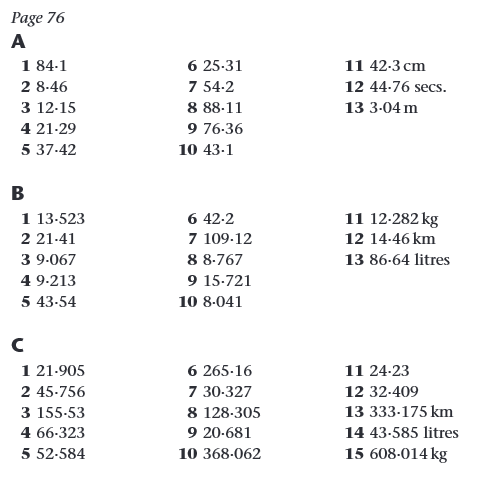 Page 76
A
1 84·1
2 8·46
3 12·15
4 21·29
5 37·42
6 25·31
7 54·2
8 88·11
9 76·36
10 43·1
11 42·3 cm
12 44·76 secs.
13 3·04 m
B
1 13·523
2 21·41
3 9·067
4 9·213
5 43·54
6 42·2
7 109·12
8 8·767
9 15·721
10 8·041
11 12·282 kg
12 14·46 km
13 86·64 litres
C
1 21·905
2 45·756
3 155·53
4 66·323
5 52·584
6 265·16
7 30·327
8 128·305
9 20·681
10 368·062
11 24·23
12 32·409
13 333·175 km
14 43·585 litres
15 608·014 kg